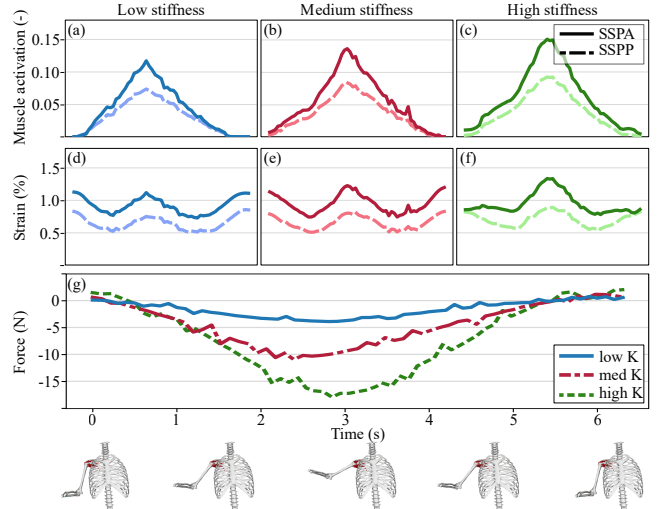 Low stiffness Medium stiffness High stiffness
Muscle activation (-)
0.15
0.10
0.05
(a) (b) (c)
SSPA
SSPP
Strain (%)
1.5
1.0
0.5
(d) (e) (f)
Force (N)
0
-5
-10
-15
(g)
low K
med K
high K
0 1 2 3 4 5 6
Time (s)